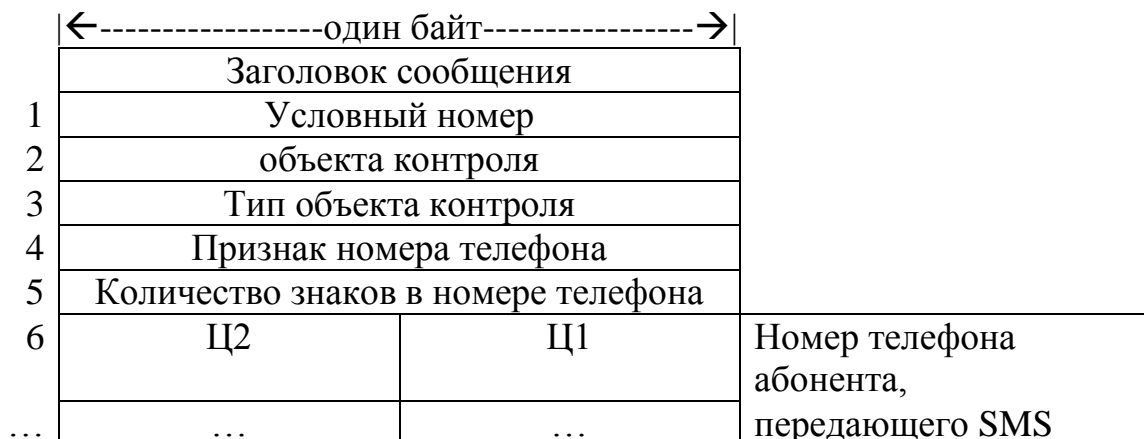 |←------------------один байт-----------------→|
Заголовок сообщения
1 Условный номер
2 объекта контроля
3 Тип объекта контроля
4 Признак номера телефона
5 Количество знаков в номере телефона
6 Ц2 Ц1 Номер телефона
абонента,
… … … передающего SMS